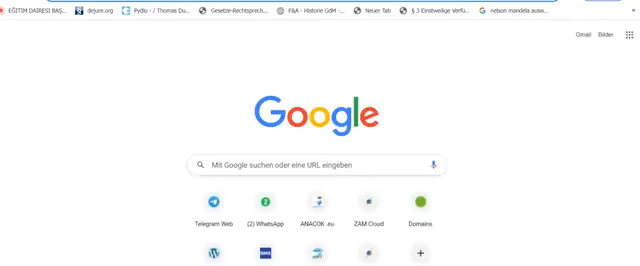 EĞİTİM DAİRESİ BAŞ... dejure.org Pydio - / Thomas Du... Gesetze-Rechtsprech... F&A - Historie GdM -... Neuer Tab § 3 Einstweilige Verfü... nelson mandela ausw... »
Gmail Bilder
Google
Mit Google suchen oder eine URL eingeben
Telegram Web (2) WhatsApp ANACOK .eu ZAM Cloud Domains
GMX